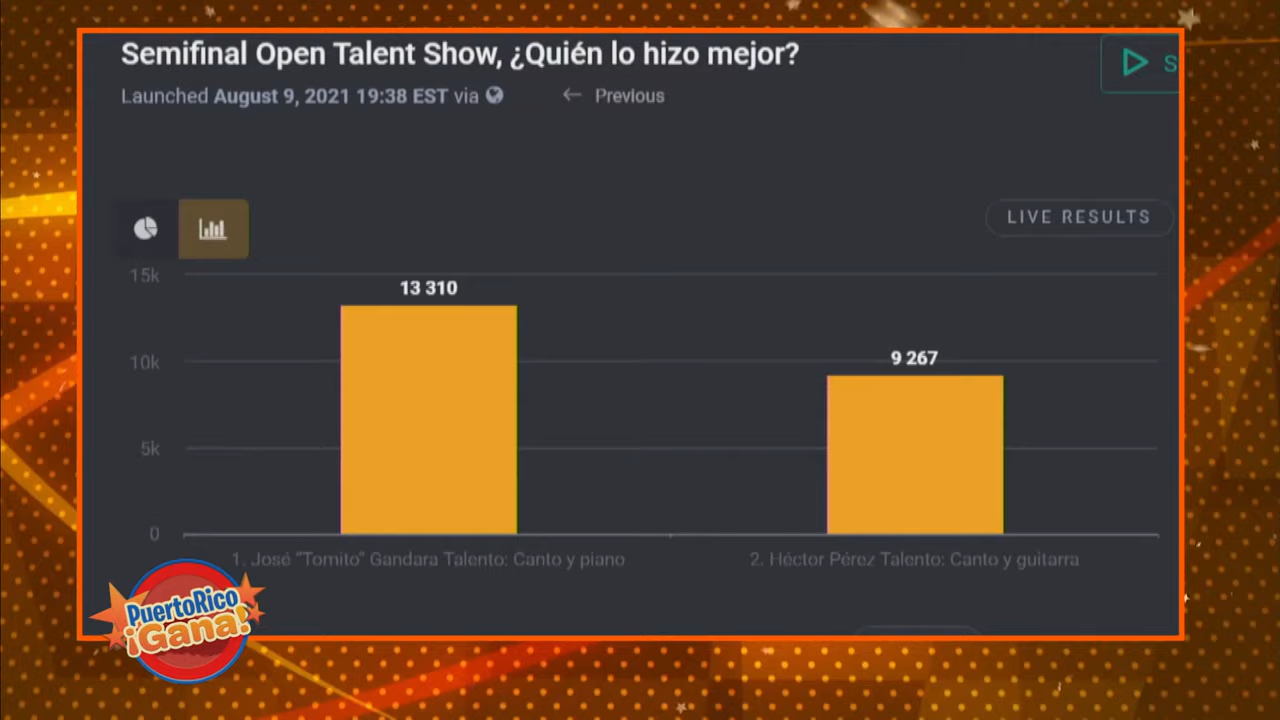 Semifinal Open Talent Show, ¿Quién lo hizo mejor?
Launched August 9, 2021 19:38 EST via
← Previous
S
LIVE RESULTS
15k
13 310
10k
9 267
5k
0
1. José "Tomito" Gandara Talento: Canto y piano
2. Héctor Pérez Talento: Canto y guitarra
PuertoRico
¡Gana!